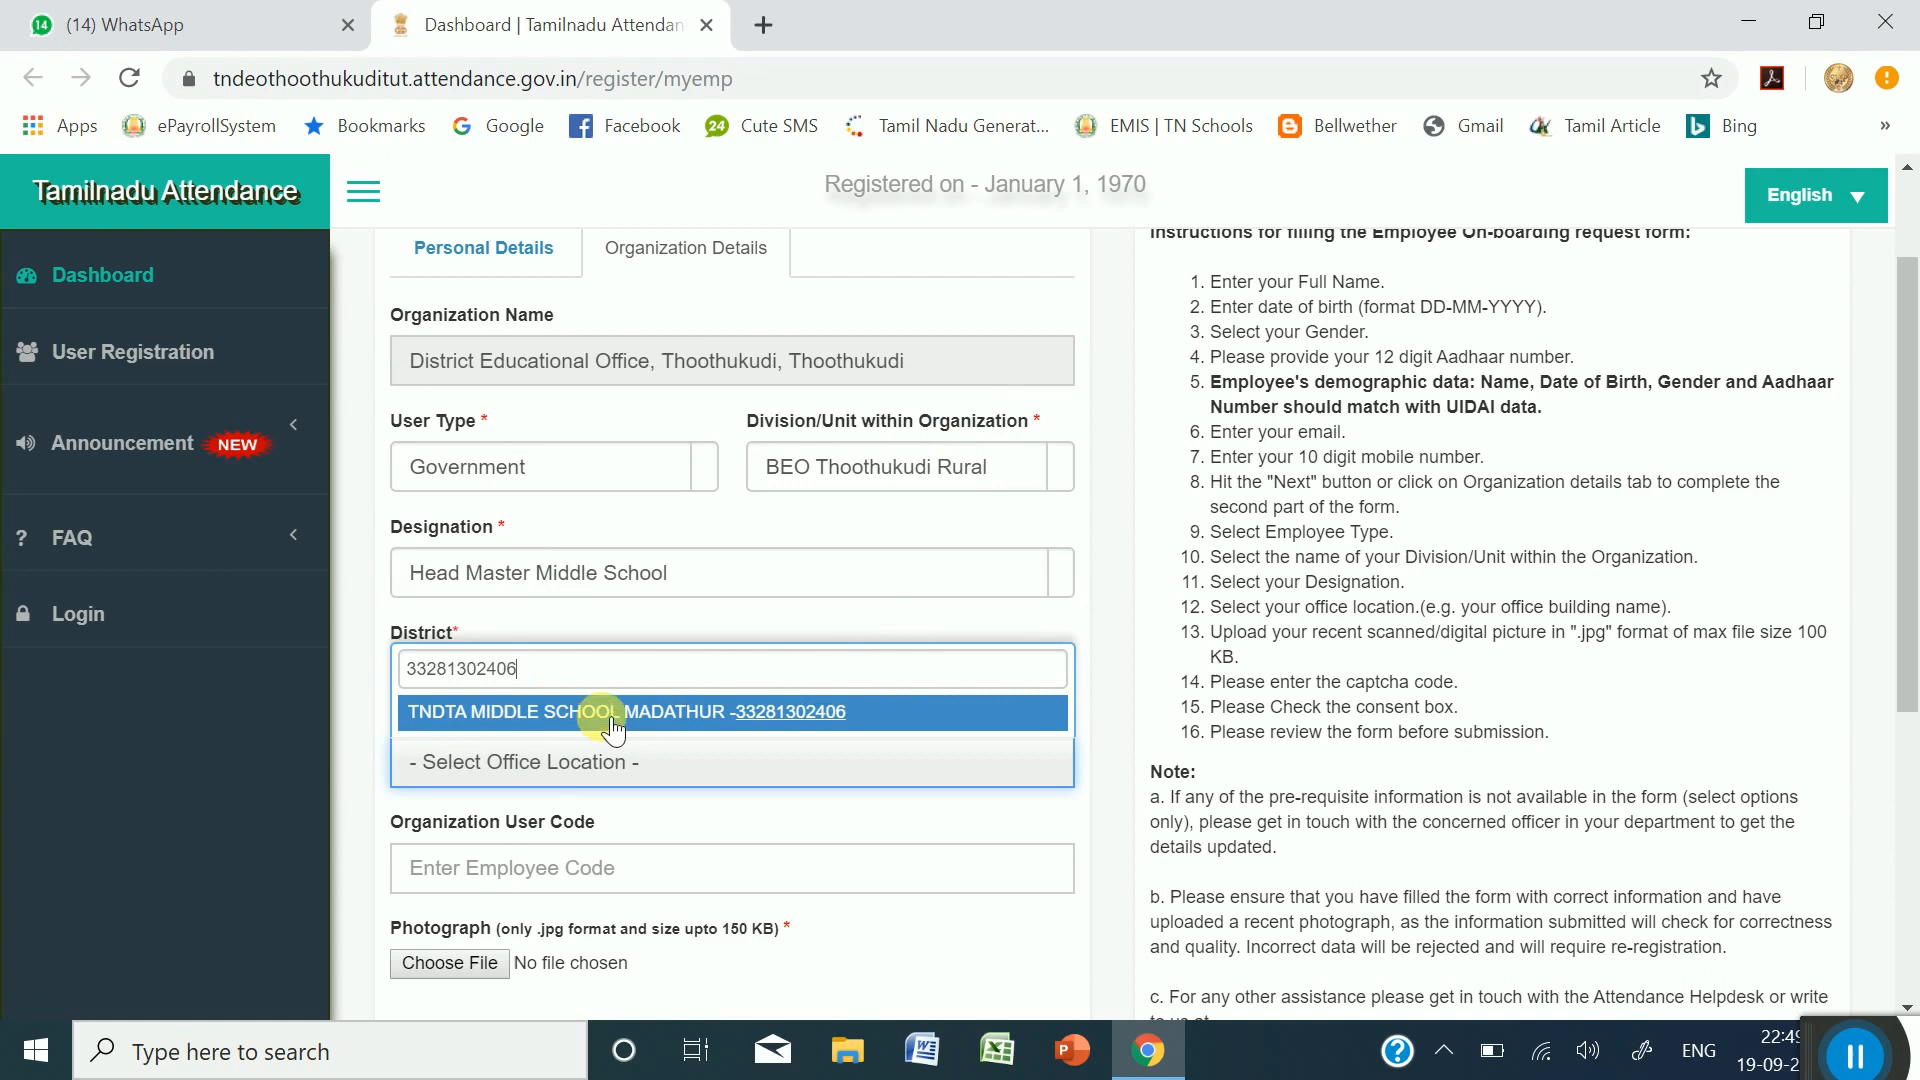 14
(14) WhatsApp
Dashboard | Tamilnadu Attendan
tndeothoothukuditut.attendance.gov.in/register/myemp
Apps
ePayrollSystem
Bookmarks
Google
Facebook
24
Cute SMS
Tamil Nadu Generat...
EMIS | TN Schools
Bellwether
Gmail
Tamil Article
Bing
»
Tamilnadu Attendance
Registered on - January 1, 1970
English
Dashboard
User Registration
Announcement NEW
? FAQ
Login
Personal Details
Organization Details
Organization Name
District Educational Office, Thoothukudi, Thoothukudi
User Type *
Division/Unit within Organization *
Government
BEO Thoothukudi Rural
Designation *
Head Master Middle School
District*
33281302406
TNDTA MIDDLE SCHOOL MADATHUR -33281302406
- Select Office Location -
Organization User Code
Enter Employee Code
Photograph (only .jpg format and size upto 150 KB) *
Choose File No file chosen
Instructions for filling the Employee On-boarding request form:
1. Enter your Full Name.
2. Enter date of birth (format DD-MM-YYYY).
3. Select your Gender.
4. Please provide your 12 digit Aadhaar number.
5. Employee's demographic data: Name, Date of Birth, Gender and Aadhaar
Number should match with UIDAI data.
6. Enter your email.
7. Enter your 10 digit mobile number.
8. Hit the "Next" button or click on Organization details tab to complete the
second part of the form.
9. Select Employee Type.
10. Select the name of your Division/Unit within the Organization.
11. Select your Designation.
12. Select your office location.(e.g. your office building name).
13. Upload your recent scanned/digital picture in ".jpg" format of max file size 100
KB.
14. Please enter the captcha code.
15. Please Check the consent box.
16. Please review the form before submission.
Note:
a. If any of the pre-requisite information is not available in the form (select options
only), please get in touch with the concerned officer in your department to get the
details updated.
b. Please ensure that you have filled the form with correct information and have
uploaded a recent photograph, as the information submitted will check for correctness
and quality. Incorrect data will be rejected and will require re-registration.
c. For any other assistance please get in touch with the Attendance Helpdesk or write
to us at
Type here to search
ENG
22:49
19-09-2